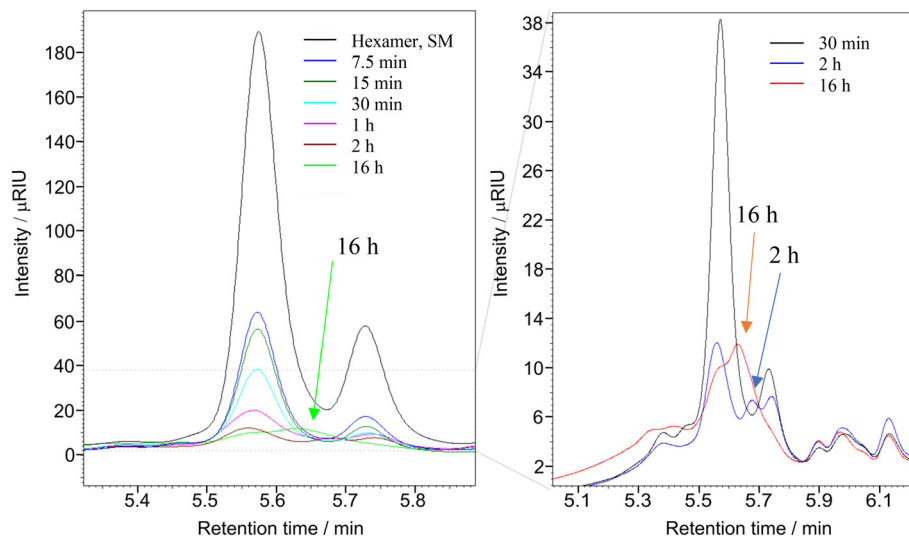 180
160
140
120
100
80
60
40
20
0
Intensity / µRIU
Hexamer, SM
7.5 min
15 min
30 min
1 h
2 h
16 h
16 h
5.4
5.5
5.6
5.7
5.8
Retention time / min
38
34
30
26
22
18
14
10
6
2
Intensity / µRIU
30 min
2 h
16 h
16 h
2 h
5.1
5.3
5.5
5.7
5.9
6.1
Retention time / min